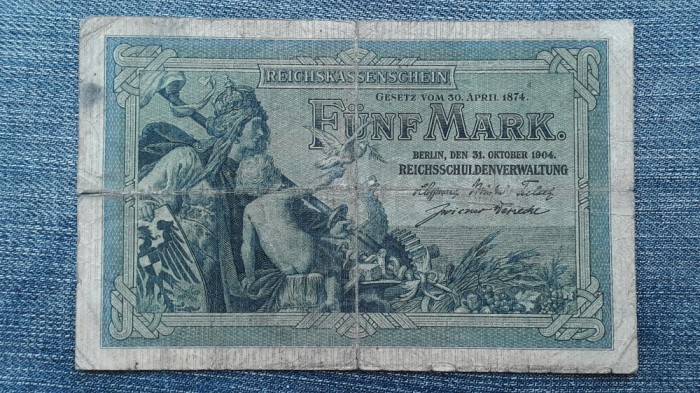 REICHSKASSENSCHEIN
GESETZ VOM 30. APRIL 1874.
FÜNF MARK.
BERLIN, DEN 31. OKTOBER 1904.
REICHSSCHULDENVERWALTUNG